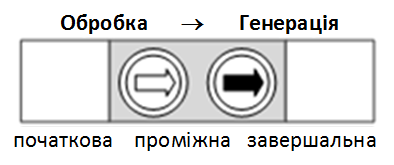 Обробка → Генерація
початкова проміжна завершальна